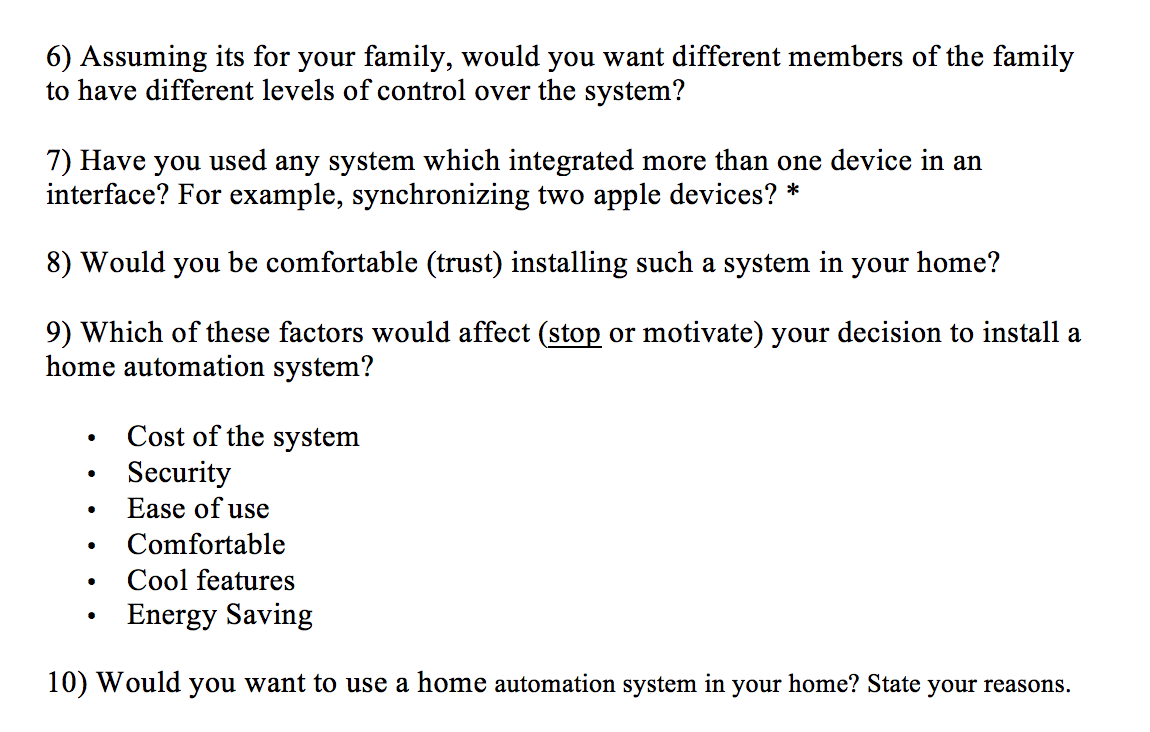 6) Assuming its for your family, would you want different members of the family
to have different levels of control over the system?
7) Have you used any system which integrated more than one device in an
interface? For example, synchronizing two apple devices? *
8) Would you be comfortable (trust) installing such a system in your home?
9) Which of these factors would affect (stop or motivate) your decision to install a
home automation system?
• Cost of the system
• Security
• Ease of use
• Comfortable
• Cool features
• Energy Saving
10) Would you want to use a home automation system in your home? State your reasons.